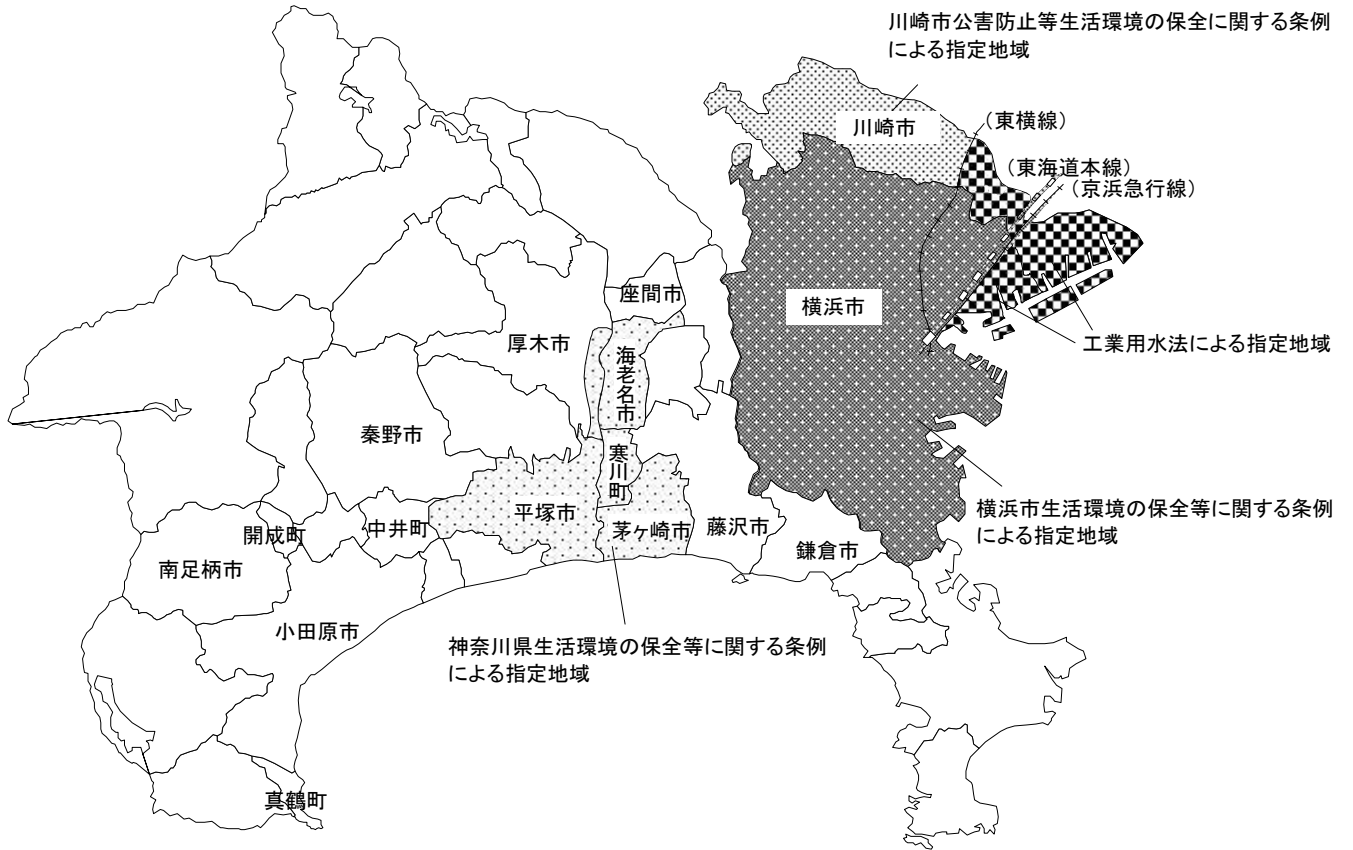 川崎市公害防止等生活環境の保全に関する条例
による指定地域
川崎市
（東横線）
（東海道本線）
（京浜急行線）
座間市
横浜市
厚木市
工業用水法による指定地域
海老名市
秦野市
寒川町
平塚市
横浜市生活環境の保全等に関する条例
による指定地域
開成町
中井町
茅ヶ崎市
藤沢市
鎌倉市
南足柄市
小田原市
神奈川県生活環境の保全等に関する条例
による指定地域
真鶴町